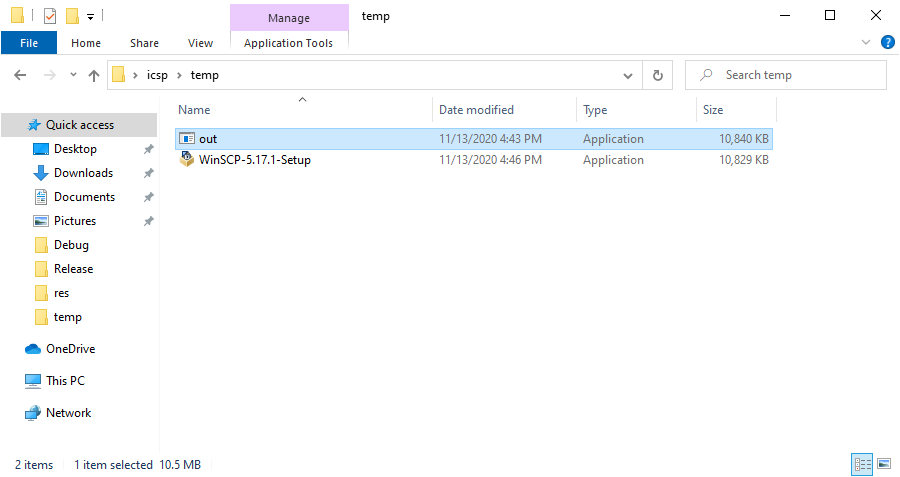 Manage
temp
File
Home
Share
View
Application Tools
icsp
temp
Search temp
Name
Date modified
Type
Size
Quick access
Desktop
Downloads
Documents
Pictures
Debug
Release
res
temp
OneDrive
This PC
Network
out 11/13/2020 4:43 PM Application 10,840 KB
WinSCP-5.17.1-Setup 11/13/2020 4:46 PM Application 10,829 KB
2 items 1 item selected 10.5 MB